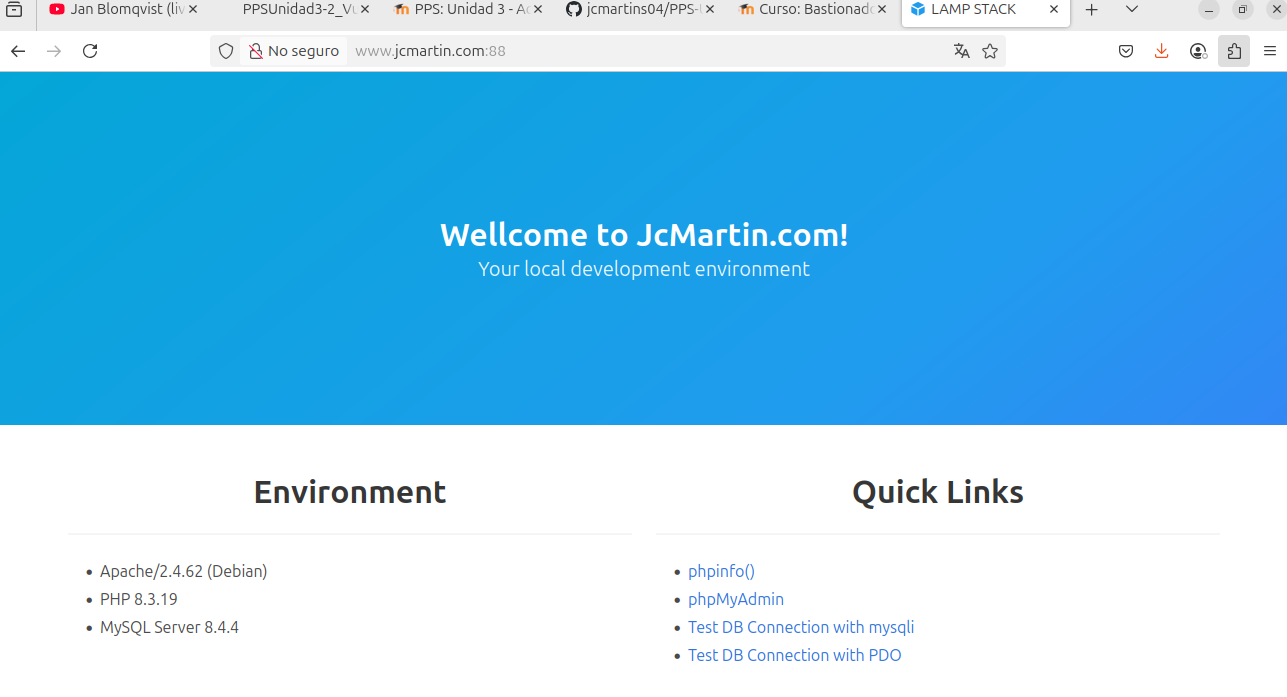 Jan Blomqvist (liv
PPSUnidad3-2_Vu
PPS: Unidad 3 - Ac
jcmartins04/PPS-
Curso: Bastionado
LAMP STACK
No seguro
www.jcmartin.com:88
Wellcome to JcMartin.com!
Your local development environment
Environment
Apache/2.4.62 (Debian)
PHP 8.3.19
MySQL Server 8.4.4
Quick Links
phpinfo()
phpMyAdmin
Test DB Connection with mysqli
Test DB Connection with PDO